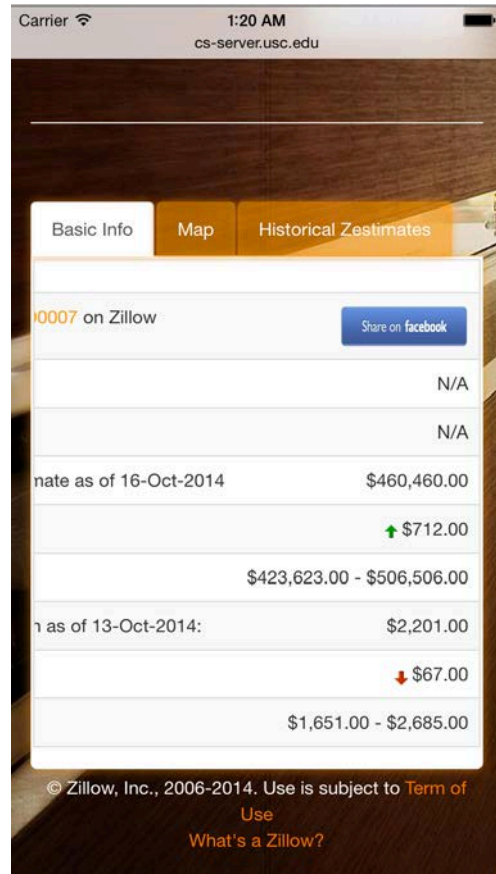 Carrier 1:20 AM
cs-server.usc.edu
Basic Info Map Historical Zestimates
0007 on Zillow Share on facebook
N/A
N/A
mate as of 16-Oct-2014 $460,460.00
$712.00
$423,623.00 - $506,506.00
n as of 13-Oct-2014: $2,201.00
$67.00
$1,651.00 - $2,685.00
© Zillow, Inc., 2006-2014. Use is subject to Term of
Use
What's a Zillow?